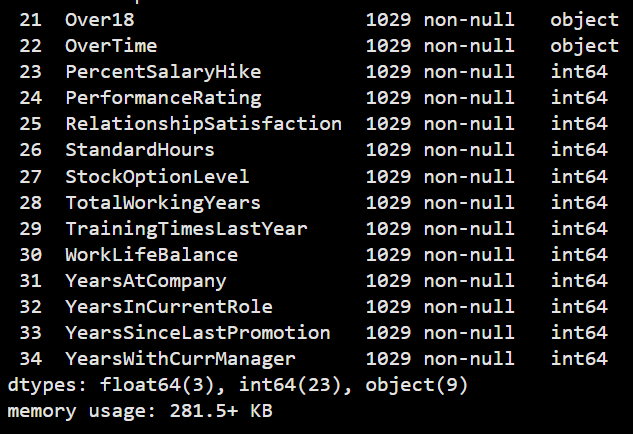 21  Over18                    1029 non-null   object
22  OverTime                  1029 non-null   object
23  PercentSalaryHike         1029 non-null   int64
24  PerformanceRating         1029 non-null   int64
25  RelationshipSatisfaction  1029 non-null   int64
26  StandardHours             1029 non-null   int64
27  StockOptionLevel          1029 non-null   int64
28  TotalWorkingYears         1029 non-null   int64
29  TrainingTimesLastYear     1029 non-null   int64
30  WorkLifeBalance           1029 non-null   int64
31  YearsAtCompany            1029 non-null   int64
32  YearsInCurrentRole        1029 non-null   int64
33  YearsSinceLastPromotion   1029 non-null   int64
34  YearsWithCurrManager      1029 non-null   int64
dtypes: float64(3), int64(23), object(9)
memory usage: 281.5+ KB